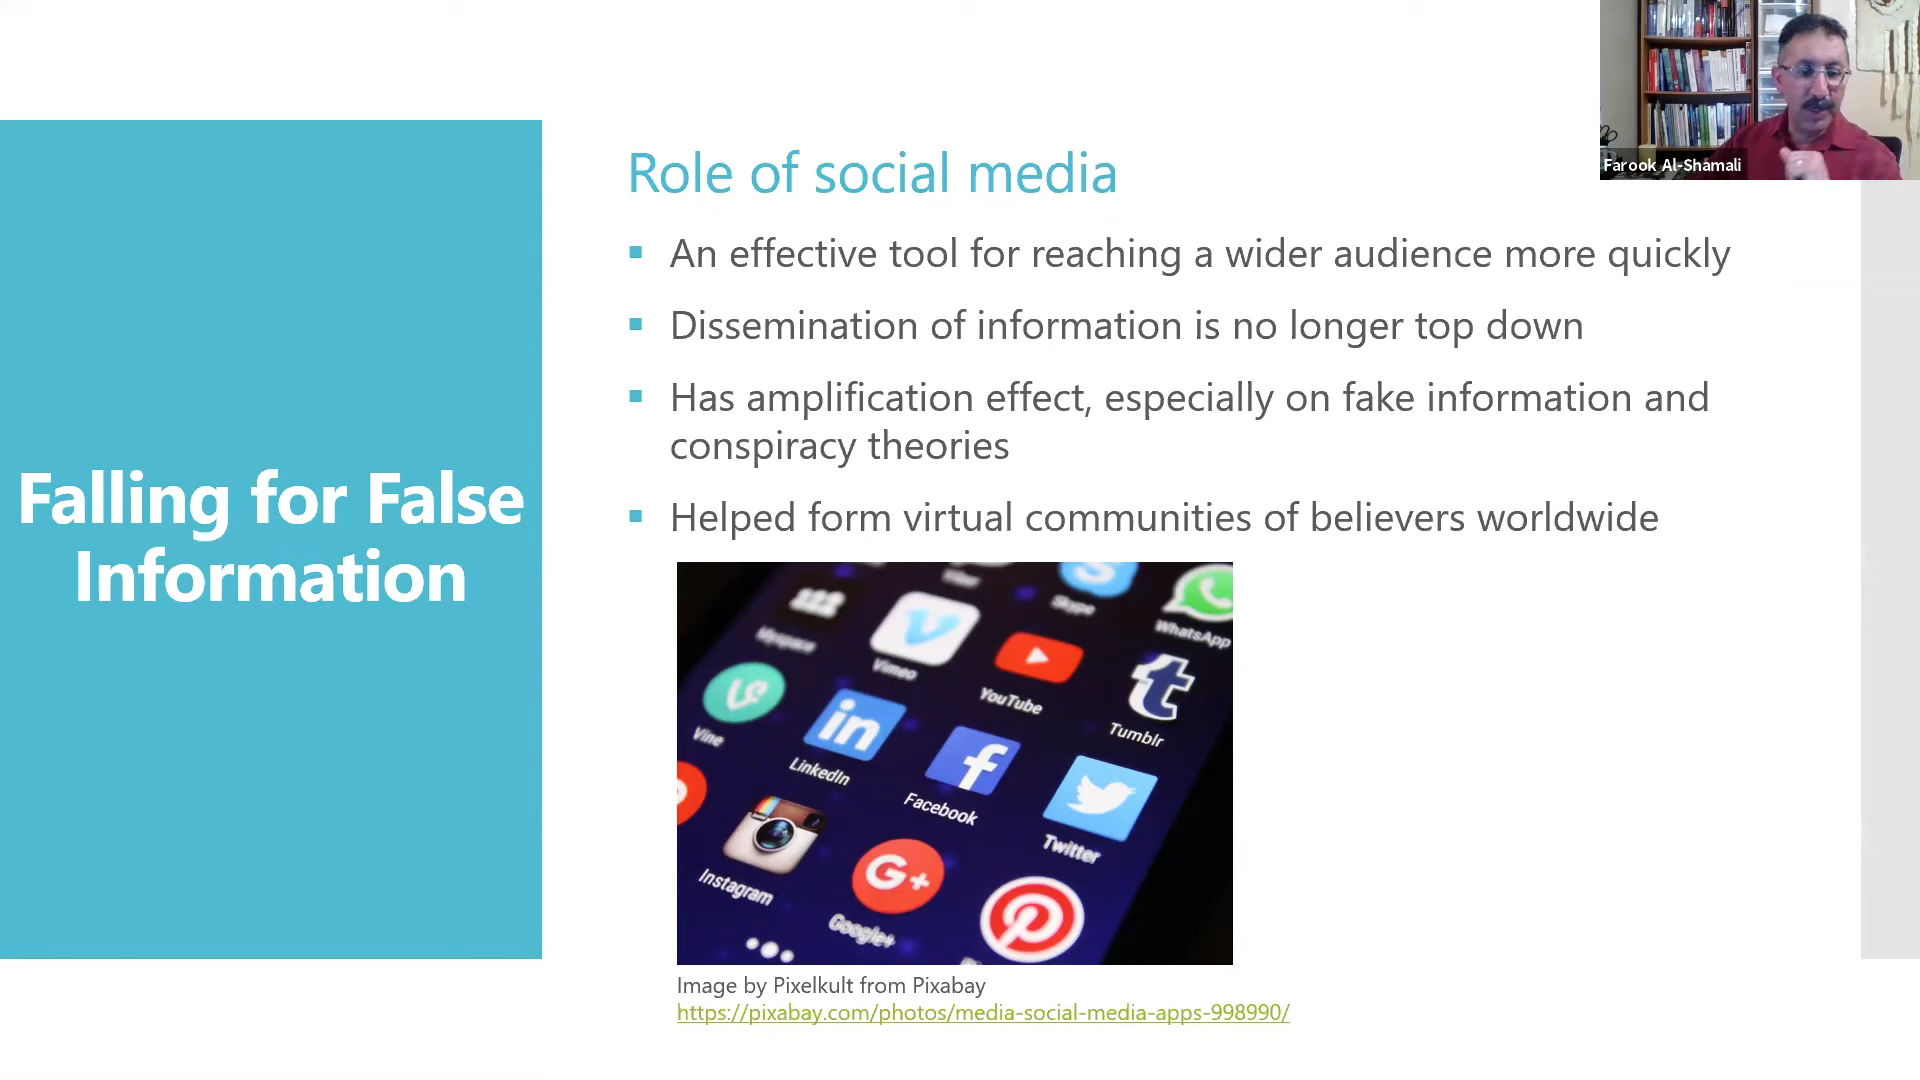 Farook Al-Shamali
Falling for False
Information
Role of social media
An effective tool for reaching a wider audience more quickly
Dissemination of information is no longer top down
Has amplification effect, especially on fake information and
conspiracy theories
Helped form virtual communities of believers worldwide
Viber
Skype
WhatsApp
Myspace
Vimeo
YouTube
Tumblr
Vine
LinkedIn
in
Facebook
Twitter
Instagram
G+
Google+
Image by Pixelkult from Pixabay
https://pixabay.com/photos/media-social-media-apps-998990/